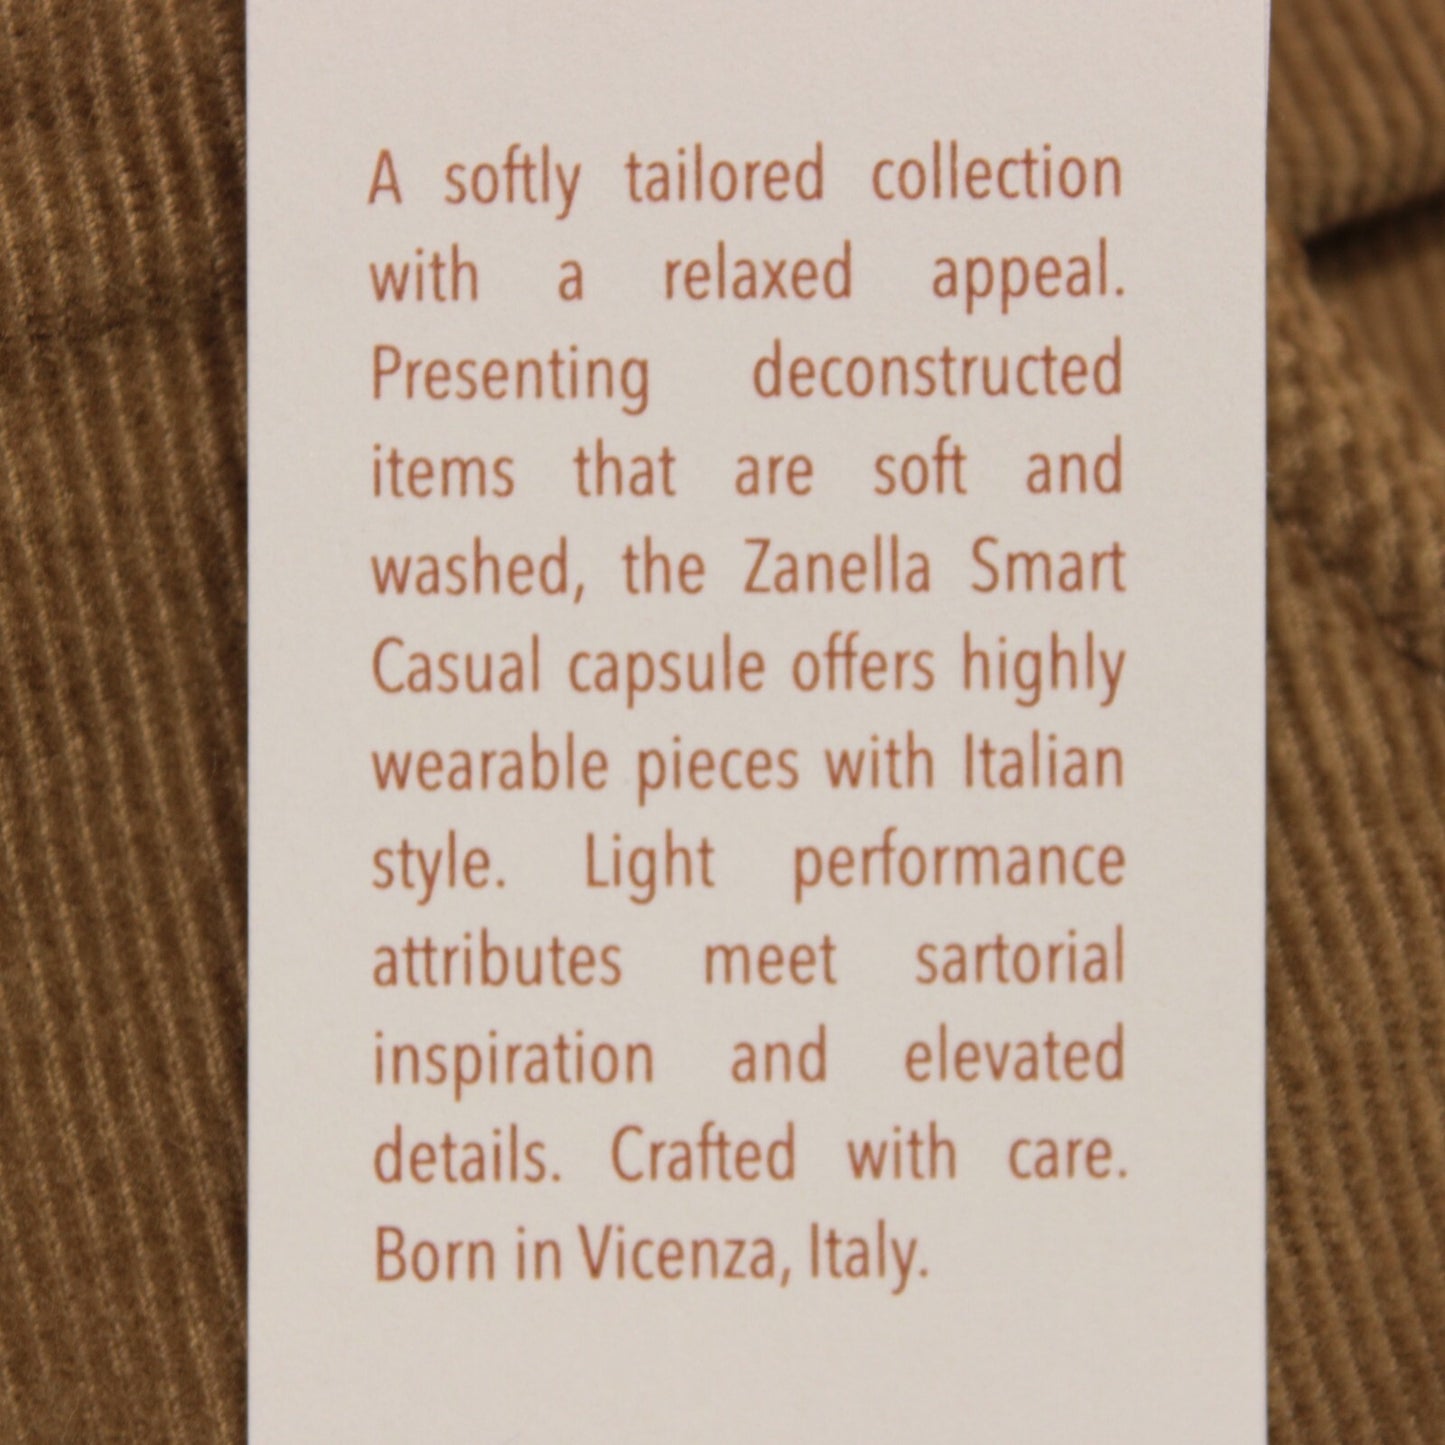 A softly tailored collection
with a relaxed appeal.
Presenting deconstructed
items that are soft and
washed, the Zanella Smart
Casual capsule offers highly
wearable pieces with Italian
style. Light performance
attributes meet sartorial
inspiration and elevated
details. Crafted with care.
Born in Vicenza, Italy.